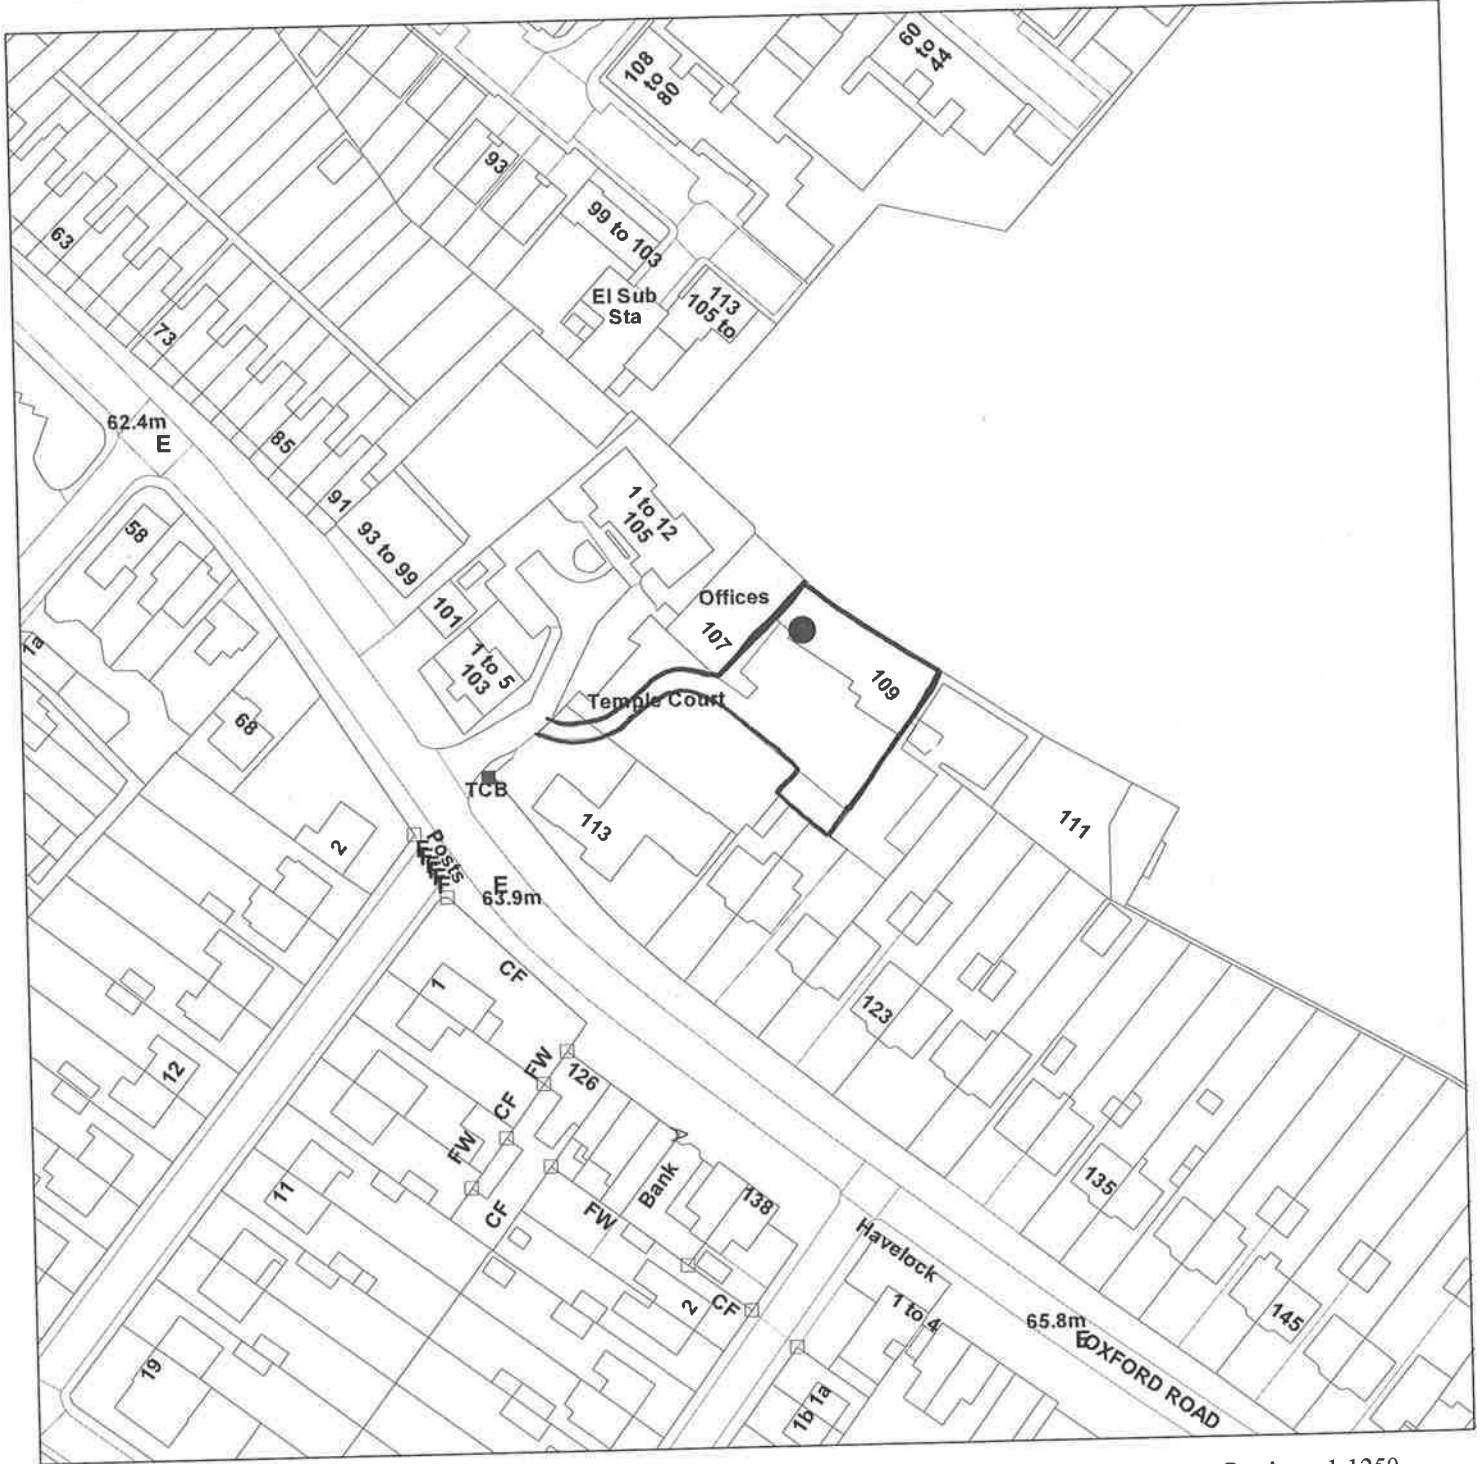 60
to
44
108
to
80
93
99 to 103
63
El Sub
Sta
113
105 to
73
62.4m
E
85
91
1 to 12
105
58
93 to 99
Offices
101
107
1a
1 to 5
103
109
Temple Court
68
TCB
113
111
2
Posts
E
63.9m
CF
1
123
FW
126
12
CF
FW
Bank
135
11
138
CF
FW
Havelock
2
CF
1 to 4
65.8m
E
OXFORD ROAD
145
19
1b 1a